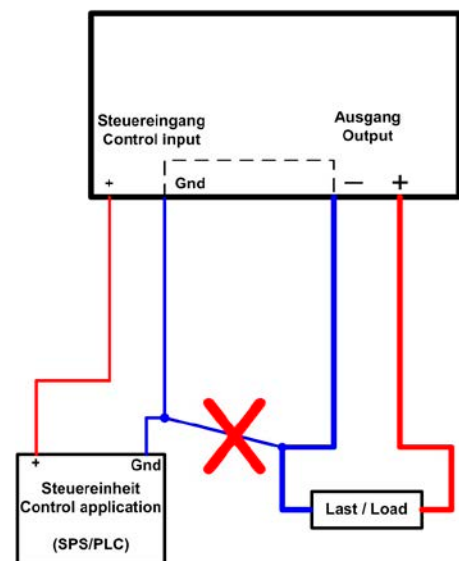 Steuereingang
Control input
Ausgang
Output
+ Gnd — +
+ Gnd
Steuereinheit
Control application
(SPS/PLC)
Last / Load